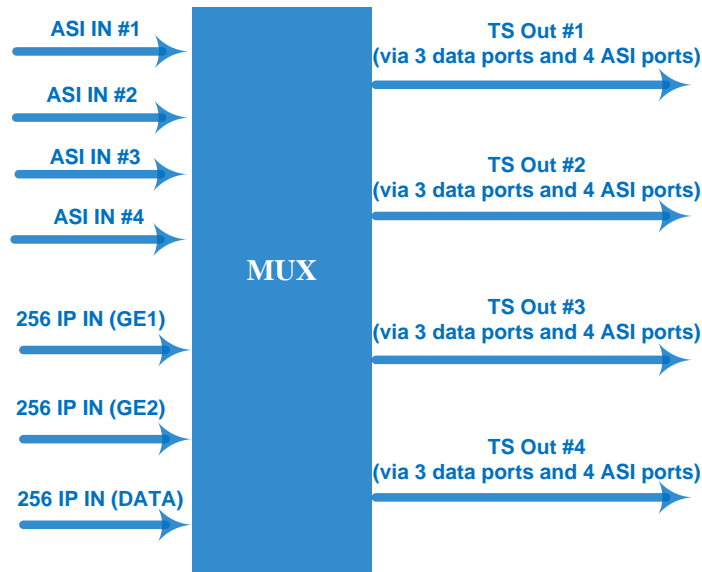 ASI IN #1
ASI IN #2
ASI IN #3
ASI IN #4
256 IP IN (GE1)
256 IP IN (GE2)
256 IP IN (DATA)
MUX
TS Out #1
(via 3 data ports and 4 ASI ports)
TS Out #2
(via 3 data ports and 4 ASI ports)
TS Out #3
(via 3 data ports and 4 ASI ports)
TS Out #4
(via 3 data ports and 4 ASI ports)